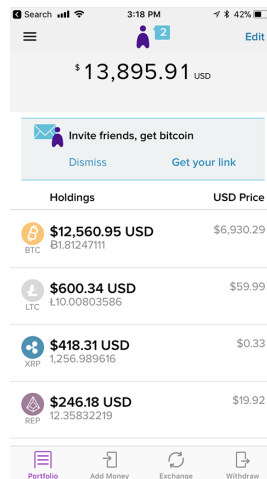 Search 3:18 PM 42%
2 Edit
$13,895.91 USD
Invite friends, get bitcoin
Dismiss Get your link
Holdings USD Price
$12,560.95 USD $6,930.29
BTC Ƀ1.81247111
$600.34 USD $59.99
LTC Ł10.00803586
$418.31 USD $0.33
XRP 1,256.989616
$246.18 USD $19.92
REP 12.35832219
Portfolio Add Money Exchange Withdraw